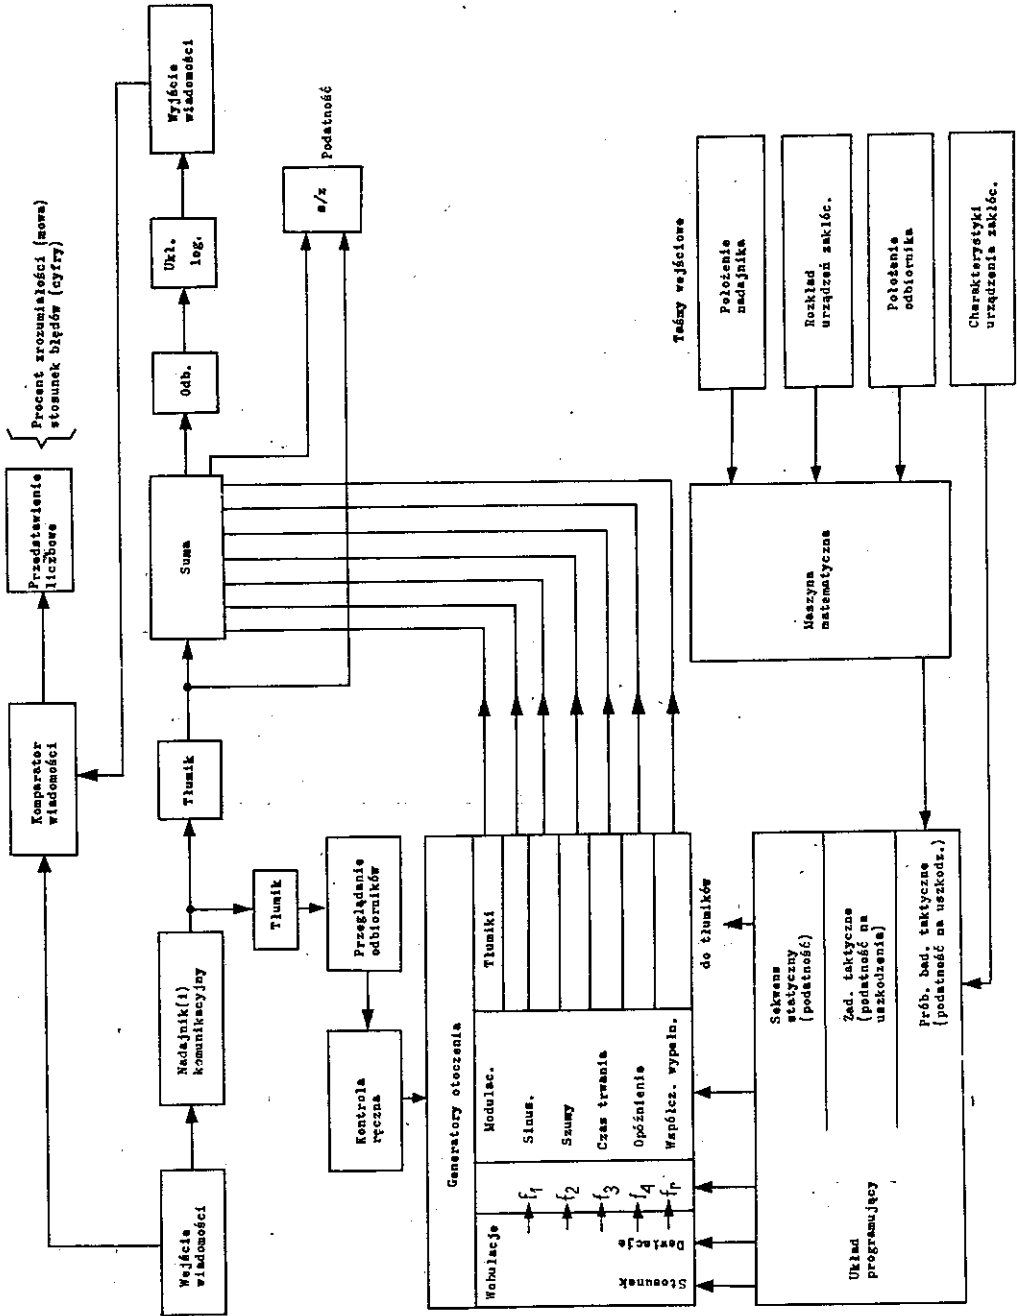 Wejście
wiadomości
Nadajnik(i)
komunikacyjny
Tłumik
Suma
Odb.
Ukł.
log.
Wyjście
wiadomości
Komparator
wiadomości
Przedstawienie
liczbowe
Procent zrozumiałości (mowa)
stosunek błędów (cyfry)
s/z
Podatność
Tłumik
Przeglądanie
odbiorników
Kontrola
ręczna
Generatory otoczenia
Wobulacje
Modulac.
Tłumiki
f1
Sinus.
f2
Szumy
f3
Czas trwania
f4
Opóźnienie
fn
Współcz. wypełn.
Stosunek
Dewiacje
do tłumików
Układ
programujący
Sekwens
statyczny
(podatność)
Zad. taktyczne
(podatność na
uszkodzenia)
Prób. bad. taktyczne
(podatność na uszkodz.)
Maszyna
matematyczna
Taśmy wejściowe
Położenie
nadajnika
Rozkład
urządzeń zakłóc.
Położenie
odbiornika
Charakterystyki
urządzenia zakłóc.